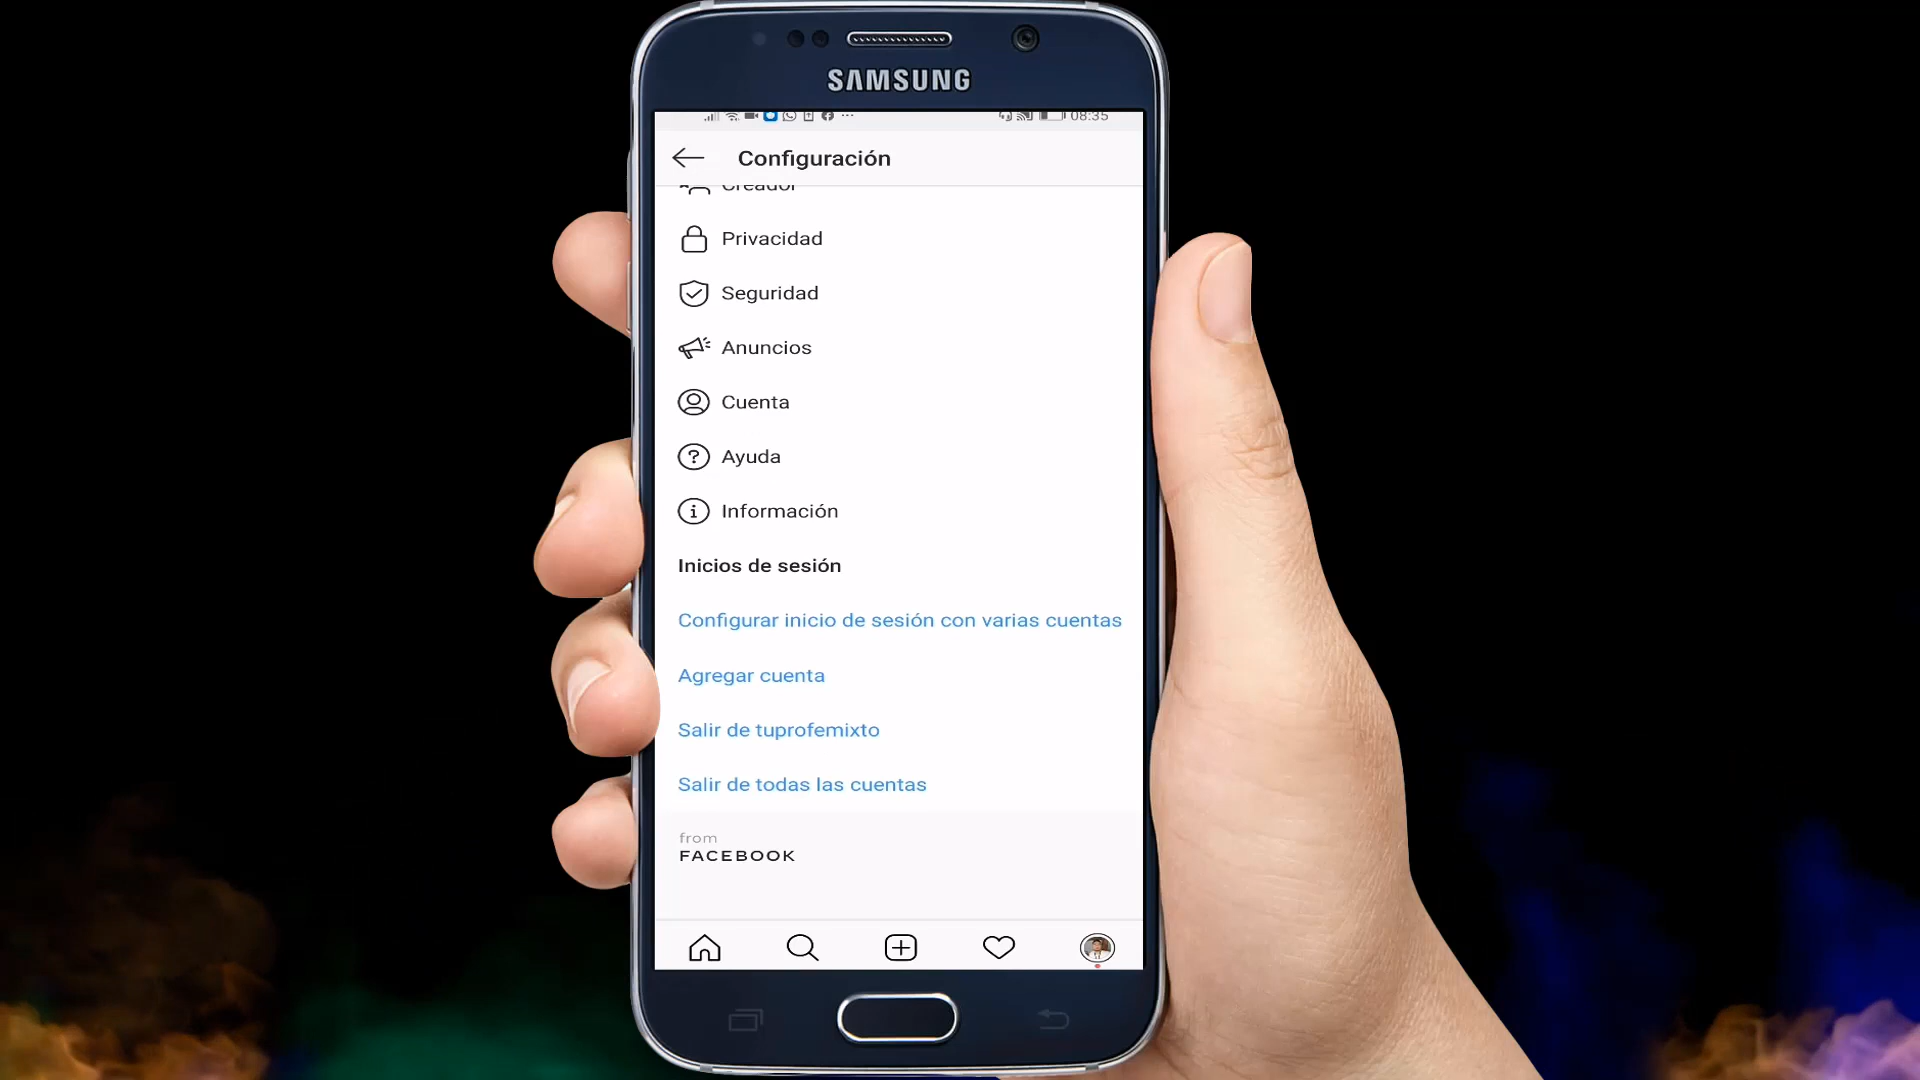 SAMSUNG
08:35
Configuración
Creador
Privacidad
Seguridad
Anuncios
Cuenta
Ayuda
Información
Inicios de sesión
Configurar inicio de sesión con varias cuentas
Agregar cuenta
Salir de tuprofemixto
Salir de todas las cuentas
from
FACEBOOK